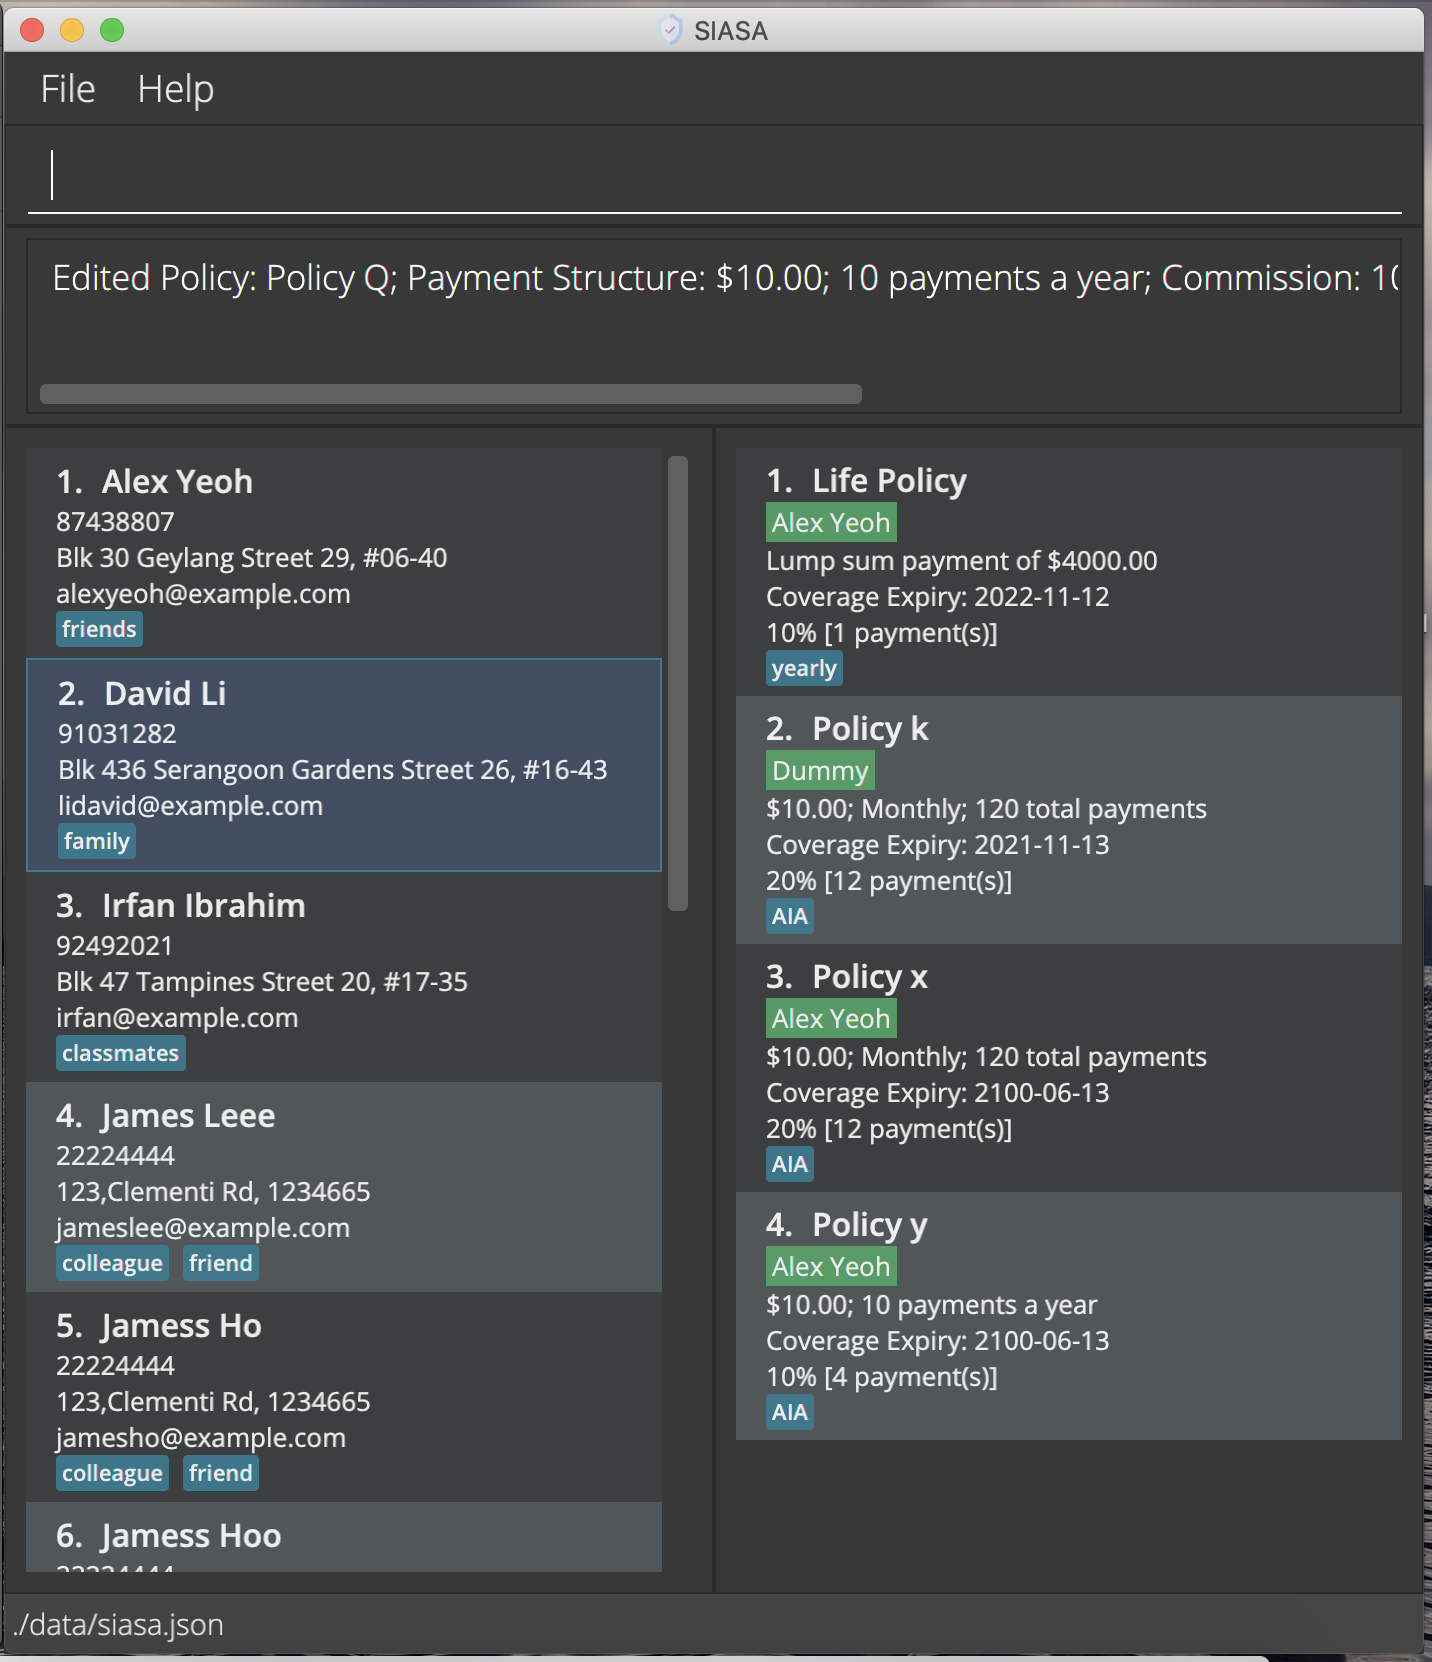 SIASA
File Help
Edited Policy: Policy Q; Payment Structure: $10.00; 10 payments a year; Commission: 10
1. Alex Yeoh
87438807
Blk 30 Geylang Street 29, #06-40
alexyeoh@example.com
friends
2. David Li
91031282
Blk 436 Serangoon Gardens Street 26, #16-43
lidavid@example.com
family
3. Irfan Ibrahim
92492021
Blk 47 Tampines Street 20, #17-35
irfan@example.com
classmates
4. James Leee
22224444
123,Clementi Rd, 1234665
jameslee@example.com
colleague friend
5. Jamess Ho
22224444
123,Clementi Rd, 1234665
jamesho@example.com
colleague friend
6. Jamess Hoo
1. Life Policy
Alex Yeoh
Lump sum payment of $4000.00
Coverage Expiry: 2022-11-12
10% [1 payment(s)]
yearly
2. Policy k
Dummy
$10.00; Monthly; 120 total payments
Coverage Expiry: 2021-11-13
20% [12 payment(s)]
AIA
3. Policy x
Alex Yeoh
$10.00; Monthly; 120 total payments
Coverage Expiry: 2100-06-13
20% [12 payment(s)]
AIA
4. Policy y
Alex Yeoh
$10.00; 10 payments a year
Coverage Expiry: 2100-06-13
10% [4 payment(s)]
AIA
./data/siasa.json